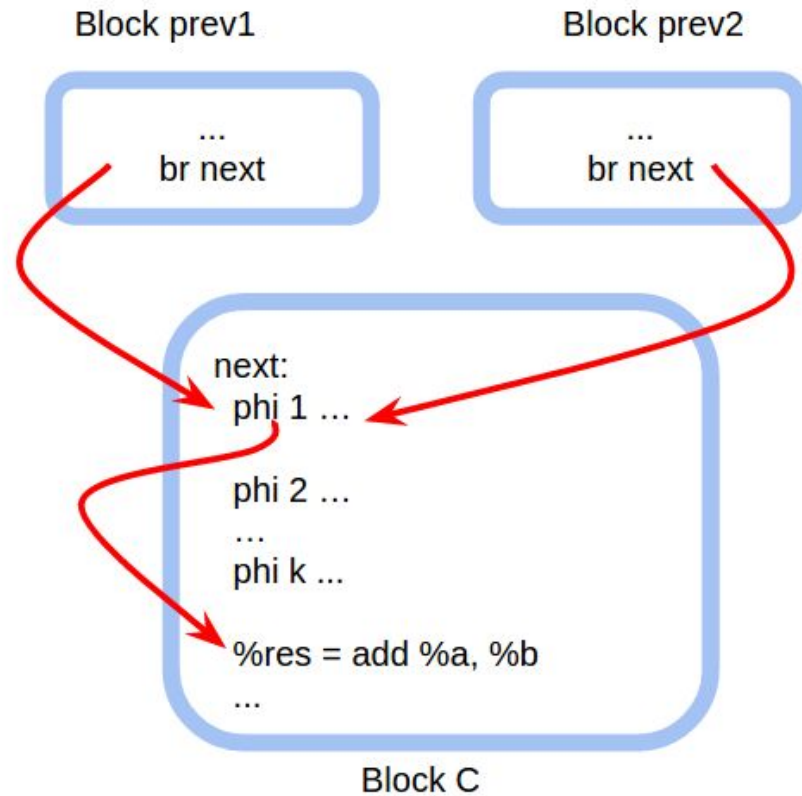 Block prev1
Block prev2
...
br next
...
br next
next:
phi 1 ...
phi 2 ...
...
phi k ...
%res = add %a, %b
...
Block C